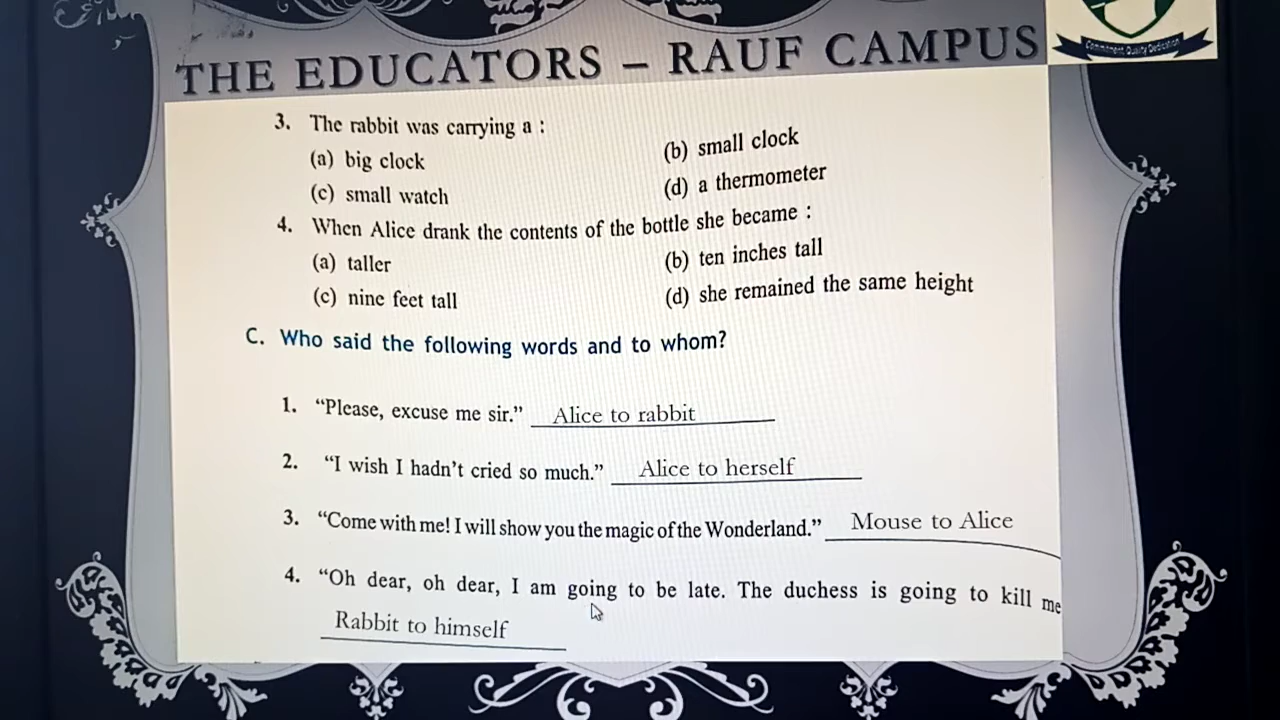 Commitment Quality Dedication
THE EDUCATORS – RAUF CAMPUS
3. The rabbit was carrying a :
(a) big clock (b) small clock
(c) small watch (d) a thermometer
4. When Alice drank the contents of the bottle she became :
(a) taller (b) ten inches tall
(c) nine feet tall (d) she remained the same height
C. Who said the following words and to whom?
1. “Please, excuse me sir.” Alice to rabbit
2. “I wish I hadn’t cried so much.” Alice to herself
3. “Come with me! I will show you the magic of the Wonderland.” Mouse to Alice
4. “Oh dear, oh dear, I am going to be late. The duchess is going to kill me
Rabbit to himself